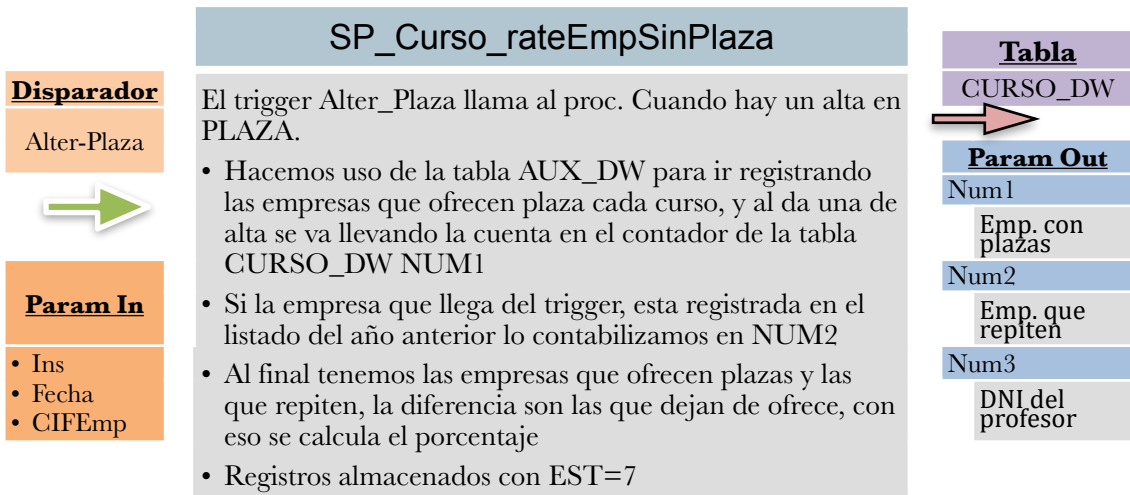 SP_Curso_rateEmpSinPlaza
Disparador
Alter-Plaza
Param In
• Ins
• Fecha
• CIFEmp
El trigger Alter_Plaza llama al proc. Cuando hay un alta en
PLAZA.
• Hacemos uso de la tabla AUX_DW para ir registrando
las empresas que ofrecen plaza cada curso, y al da una de
alta se va llevando la cuenta en el contador de la tabla
CURSO_DW NUM1
• Si la empresa que llega del trigger, esta registrada en el
listado del año anterior lo contabilizamos en NUM2
• Al final tenemos las empresas que ofrecen plazas y las
que repiten, la diferencia son las que dejan de ofrece, con
eso se calcula el porcentaje
• Registros almacenados con EST=7
Tabla
CURSO_DW
Param Out
Num1
Emp. con
plazas
Num2
Emp. que
repiten
Num3
DNI del
profesor